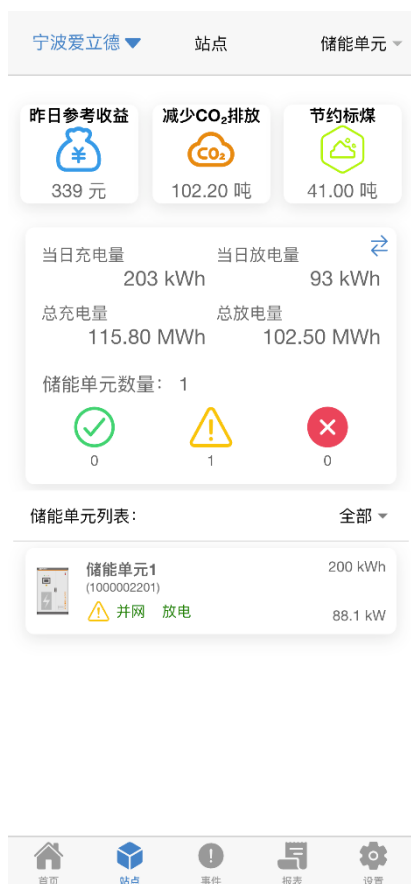 宁波爱立德 站点 储能单元
昨日参考收益 减少CO₂排放 节约标煤
CO₂
339 元 102.20 吨 41.00 吨
当日充电量 当日放电量
203 kWh 93 kWh
总充电量 总放电量
115.80 MWh 102.50 MWh
储能单元数量： 1
0 1 0
储能单元列表： 全部
储能单元1 200 kWh
(1000002201)
并网 放电 88.1 kW
首页 站点 事件 报表 设置